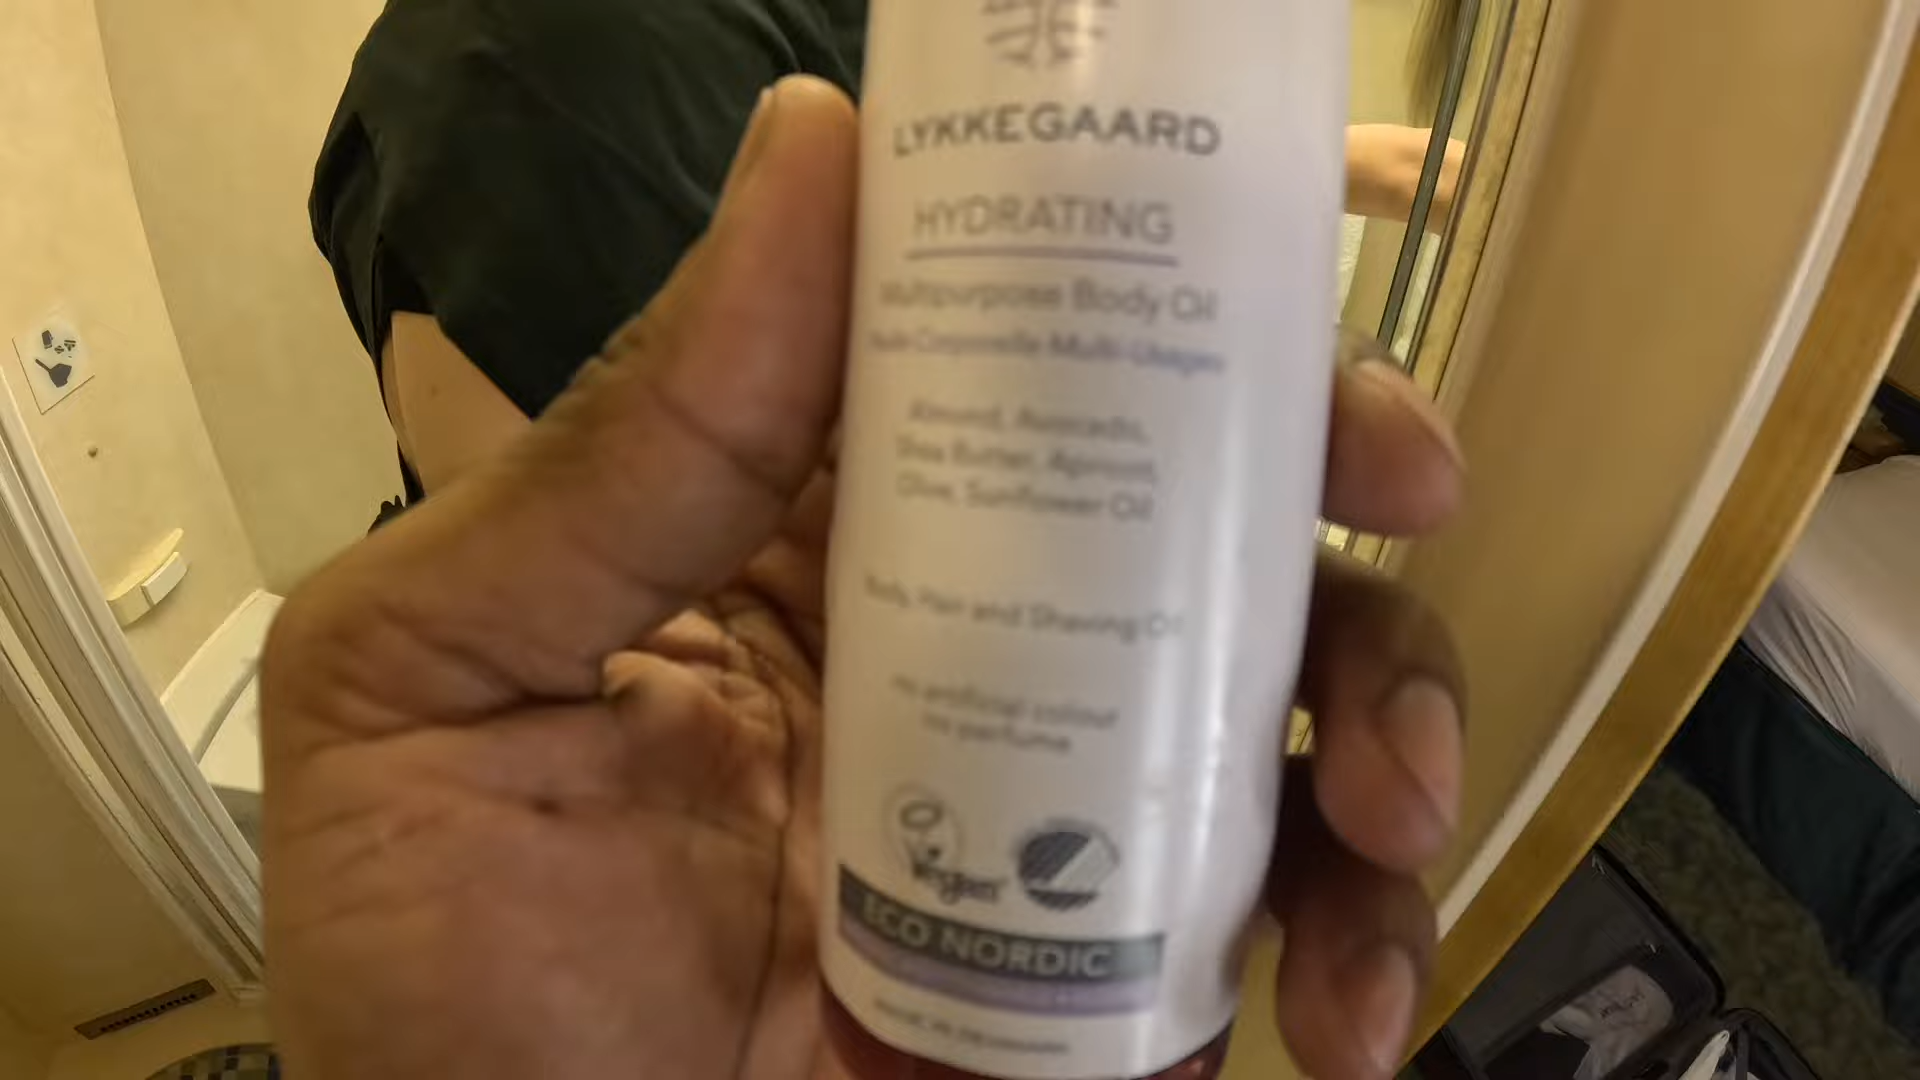 LYKKEGAARD
HYDRATING
Multipurpose Body Oil
Huile Corporelle Multi-Usages
Almond, Avocado,
Shea Butter, Apricot,
Olive, Sunflower Oil
Body, Hair and Shaving Oil
no artificial colour
no parfume
Vegan
ECO NORDIC